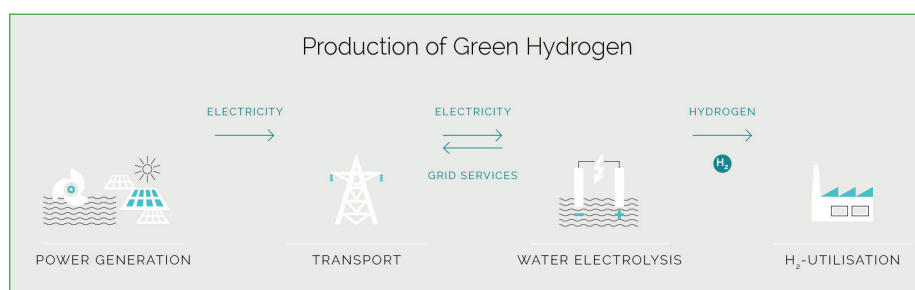 Production of Green Hydrogen
ELECTRICITY
ELECTRICITY
HYDROGEN
H₂
GRID SERVICES
− +
POWER GENERATION
TRANSPORT
WATER ELECTROLYSIS
H₂-UTILISATION